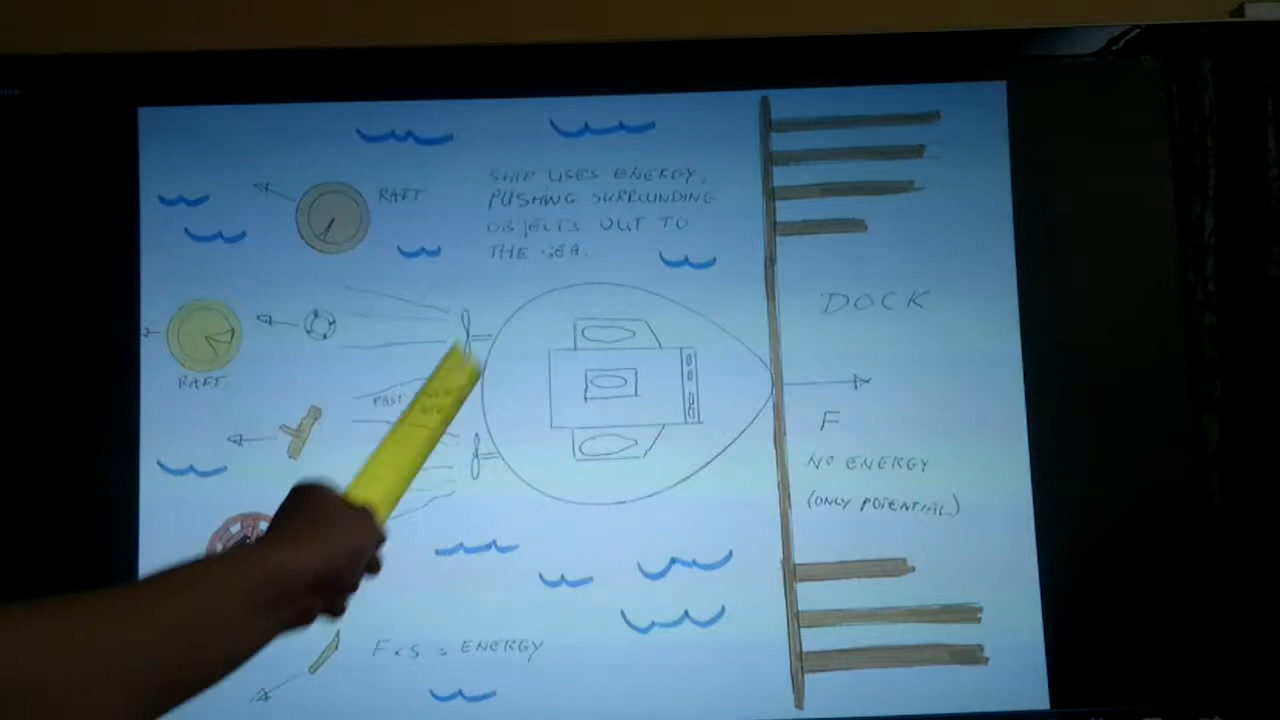 SHIP USES ENERGY,
PUSHING SURROUNDING
OBJECTS OUT TO
THE SEA.
RAFT
DOCK
RAFT
F
NO ENERGY
(ONLY POTENTIAL)
F x S = ENERGY